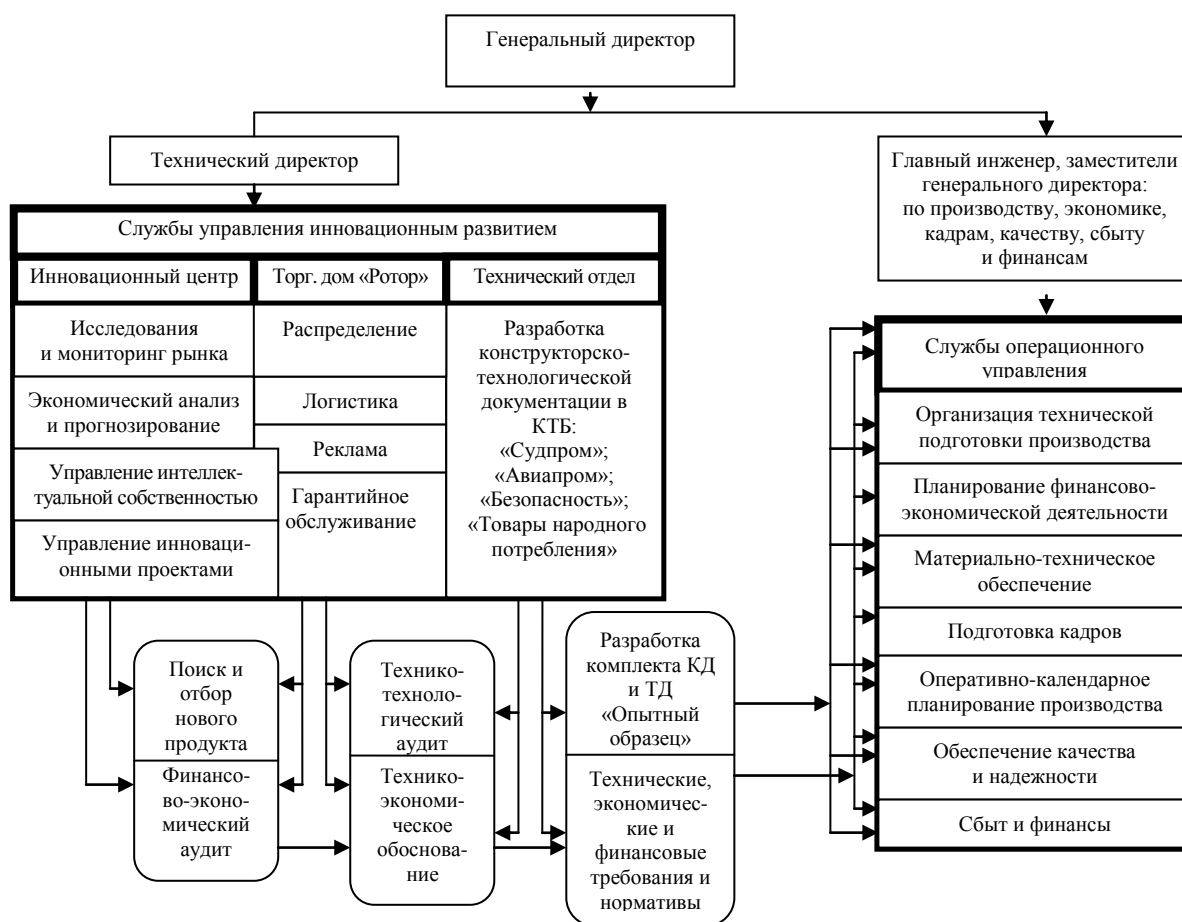 Генеральный директор
Технический директор
Главный инженер, заместители
генерального директора:
по производству, экономике,
кадрам, качеству, сбыту
и финансам
Службы управления инновационным развитием
Инновационный центр
Торг. дом «Ротор»
Технический отдел
Исследования
и мониторинг рынка
Экономический анализ
и прогнозирование
Управление интеллек-
туальной собственностью
Управление инноваци-
онными проектами
Распределение
Логистика
Реклама
Гарантийное
обслуживание
Разработка
конструкторско-
технологической
документации в
КТБ:
«Судпром»;
«Авиапром»;
«Безопасность»;
«Товары народного
потребления»
Службы операционного
управления
Организация технической
подготовки производства
Планирование финансово-
экономической деятельности
Материально-техническое
обеспечение
Подготовка кадров
Оперативно-календарное
планирование производства
Обеспечение качества
и надежности
Сбыт и финансы
Поиск и
отбор
нового
продукта
Финансо-
во-эконо-
мический
аудит
Технико-
техноло-
гический
аудит
Технико-
экономи-
ческое
обоснова-
ние
Разработка
комплекта КД
и ТД
«Опытный
образец»
Технические,
экономичес-
кие и
финансовые
требования и
нормативы